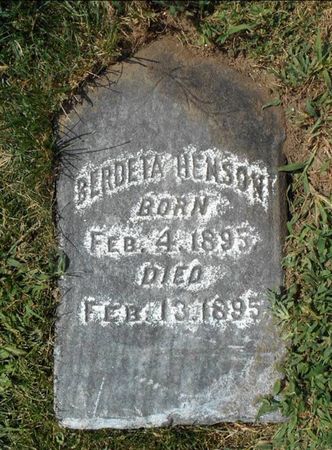 BERDETA HENSON
BORN
FEB. 4. 1895
DIED
FEB. 13. 1895